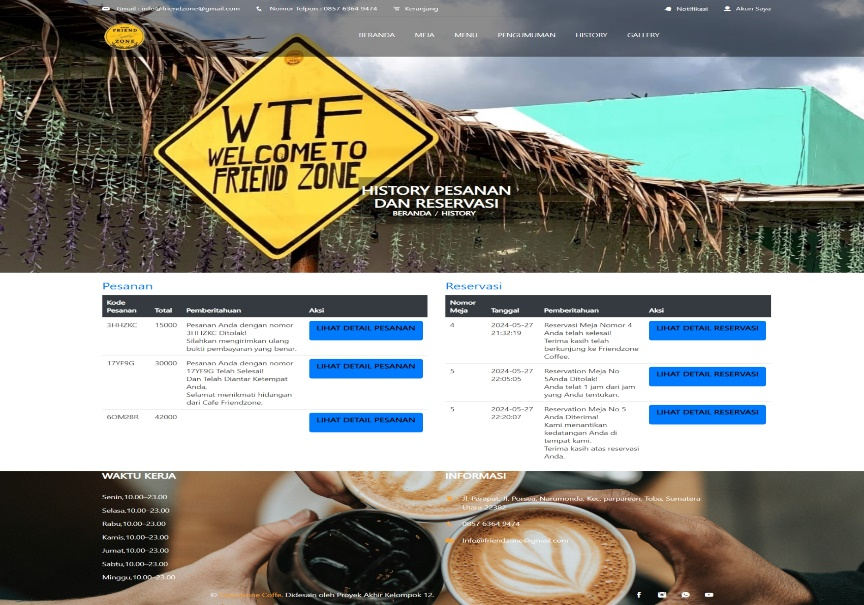 Gmail : info@friendzone@gmail.com
Nomor Telpon : 0857 6364 9474
Keranjang
Notifikasi
Akun Saya
FRIEND
ZONE
BERANDA MEJA MENU PENGUMUMAN HISTORY GALLERY
WTF
WELCOME TO
FRIEND ZONE
HISTORY PESANAN
DAN RESERVASI
BERANDA / HISTORY
Pesanan
Kode
Pesanan
Total
Pemberitahuan
Aksi
3HHZKC
15000
Pesanan Anda dengan nomor
3HHZKC Ditolak!
Silahkan mengirimkan ulang
bukti pembayaran yang benar.
LIHAT DETAIL PESANAN
17YF9G
30000
Pesanan Anda dengan nomor
17YF9G Telah Selesai!
Dan Telah Diantar Ketempat
Anda,
Selamat menikmati hidangan
dari Cafe Friendzone.
LIHAT DETAIL PESANAN
6OM28R
42000
LIHAT DETAIL PESANAN
Reservasi
Nomor
Meja
Tanggal
Pemberitahuan
Aksi
4
2024-05-27
21:32:19
Reservasi Meja Nomor 4
Anda telah selesai!
Terima kasih telah
berkunjung ke Friendzone
Coffee.
LIHAT DETAIL RESERVASI
5
2024-05-27
22:05:05
Reservation Meja No
5Anda Ditolak!
Anda telat 1 jam dari jam
yang Anda tentukan.
LIHAT DETAIL RESERVASI
5
2024-05-27
22:20:07
Reservation Meja No 5
Anda Diterima!
Kami menantikan
kedatangan Anda di
tempat kami.
Terima kasih atas reservasi
Anda.
LIHAT DETAIL RESERVASI
WAKTU KERJA
Senin,10.00–23.00
Selasa,10.00–23.00
Rabu,10.00–23.00
Kamis,10.00–23.00
Jumat,10.00–23.00
Sabtu,10.00–23.00
Minggu,10.00–23.00
INFORMASI
Jl. Parapat, Jl. Porsea, Narumonda, Kec. parparean, Toba, Sumatera
Utara 22382
0857 6364 9474
Info@friendzone@gmail.com
© Friendzone Coffe. Didesain oleh Proyek Akhir Kelompok 12.